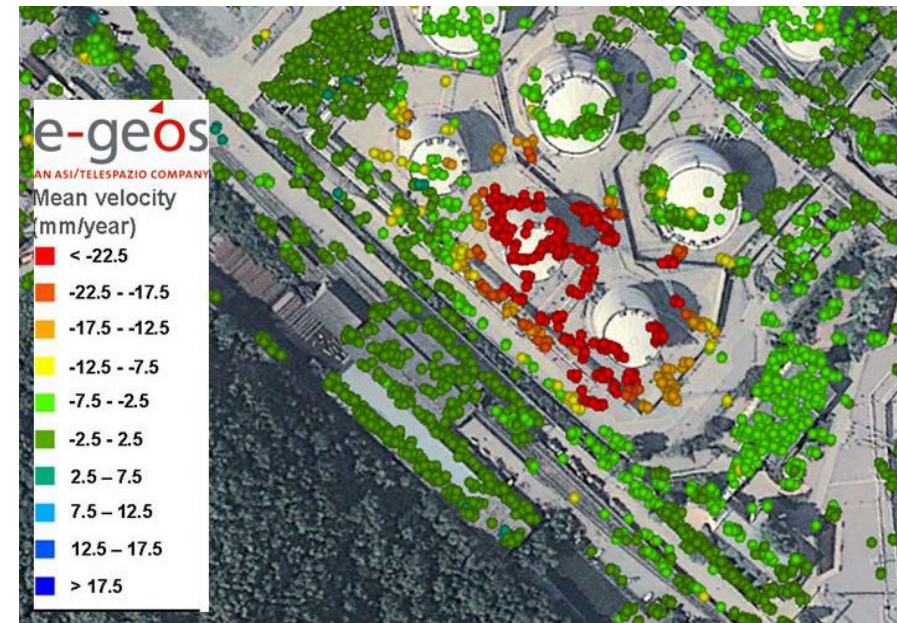 e-geos
AN ASI/TELESPAZIO COMPANY
Mean velocity
(mm/year)
< -22.5
-22.5 - -17.5
-17.5 - -12.5
-12.5 - -7.5
-7.5 - -2.5
-2.5 - 2.5
2.5 – 7.5
7.5 – 12.5
12.5 – 17.5
> 17.5